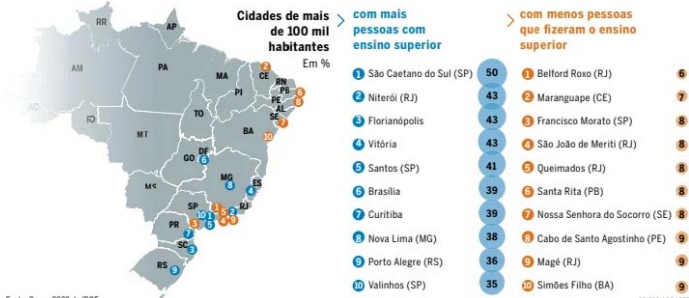 Cidades de mais
de 100 mil
habitantes
Em %
com mais
pessoas com
ensino superior
1 São Caetano do Sul (SP) 50
2 Niterói (RJ) 43
3 Florianópolis 43
4 Vitória 43
5 Santos (SP) 41
6 Brasília 39
7 Curitiba 39
8 Nova Lima (MG) 38
9 Porto Alegre (RS) 36
10 Valinhos (SP) 35
com menos pessoas
que fizeram o ensino
superior
1 Belford Roxo (RJ) 6
2 Maranguape (CE) 7
3 Francisco Morato (SP) 8
4 São João de Meriti (RJ) 8
5 Queimados (RJ) 8
6 Santa Rita (PB) 8
7 Nossa Senhora do Socorro (SE) 8
8 Cabo de Santo Agostinho (PE) 9
9 Magé (RJ) 9
10 Simões Filho (BA) 9
RR
AP
AM
PA
MA
CE
RN
PB
PE
AL
SE
PI
AC
TO
BA
MT
DF
GO
MG
ES
MS
SP
RJ
PR
SC
RS